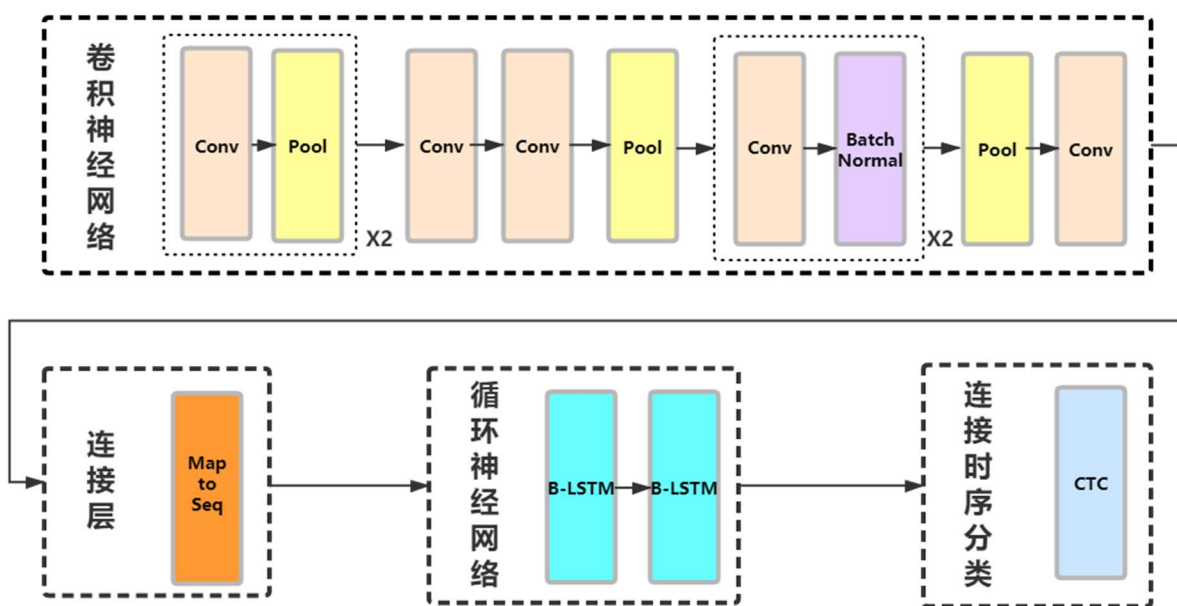 卷积神经网络
Conv
Pool
X2
Conv
Conv
Pool
Conv
Batch
Normal
X2
Pool
Conv
连接层
Map
to
Seq
循环神经网络
B-LSTM
B-LSTM
连接时序分类
CTC